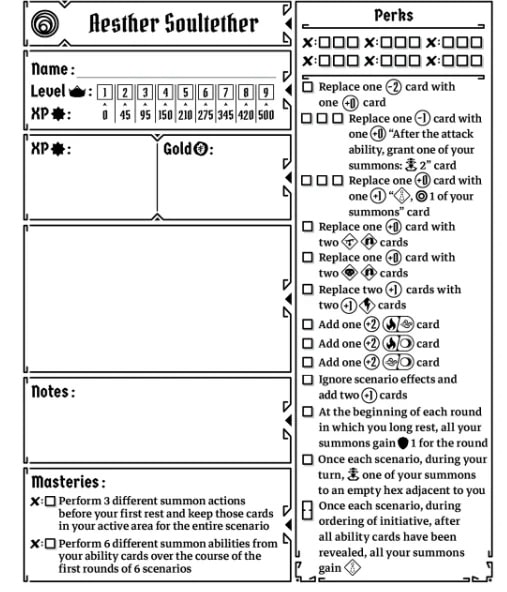 Aesther Soultether
Name:
Level : 1 2 3 4 5 6 7 8 9
XP : 0 45 95 150 210 275 345 420 500
XP :
Gold :
Notes:
Masteries:
x: Perform 3 different summon actions
before your first rest and keep those cards
in your active area for the entire scenario
x: Perform 6 different summon abilities from
your ability cards over the course of the
first rounds of 6 scenarios
Perks
x: x: x:
x: x: x:
Replace one -2 card with
one +0 card
Replace one -1 card with
one +0 “After the attack
ability, grant one of your
summons: 2” card
Replace one +0 card with
one +1 “ , 1 of your
summons” card
Replace one +0 card with
two cards
Replace one +0 card with
two cards
Replace two +1 cards with
two +1 cards
Add one +2 card
Add one +2 card
Add one +2 card
Ignore scenario effects and
add two +1 cards
At the beginning of each round
in which you long rest, all your
summons gain 1 for the round
Once each scenario, during your
turn, one of your summons
to an empty hex adjacent to you
Once each scenario, during
ordering of initiative, after
all ability cards have been
revealed, all your summons
gain